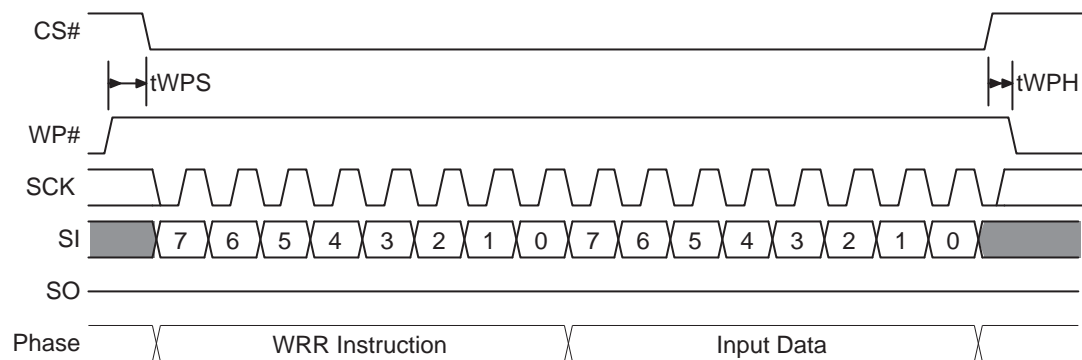 CS#
tWPS tWPH
WP#
SCK
SI 7 6 5 4 3 2 1 0 7 6 5 4 3 2 1 0
SO
Phase WRR Instruction Input Data